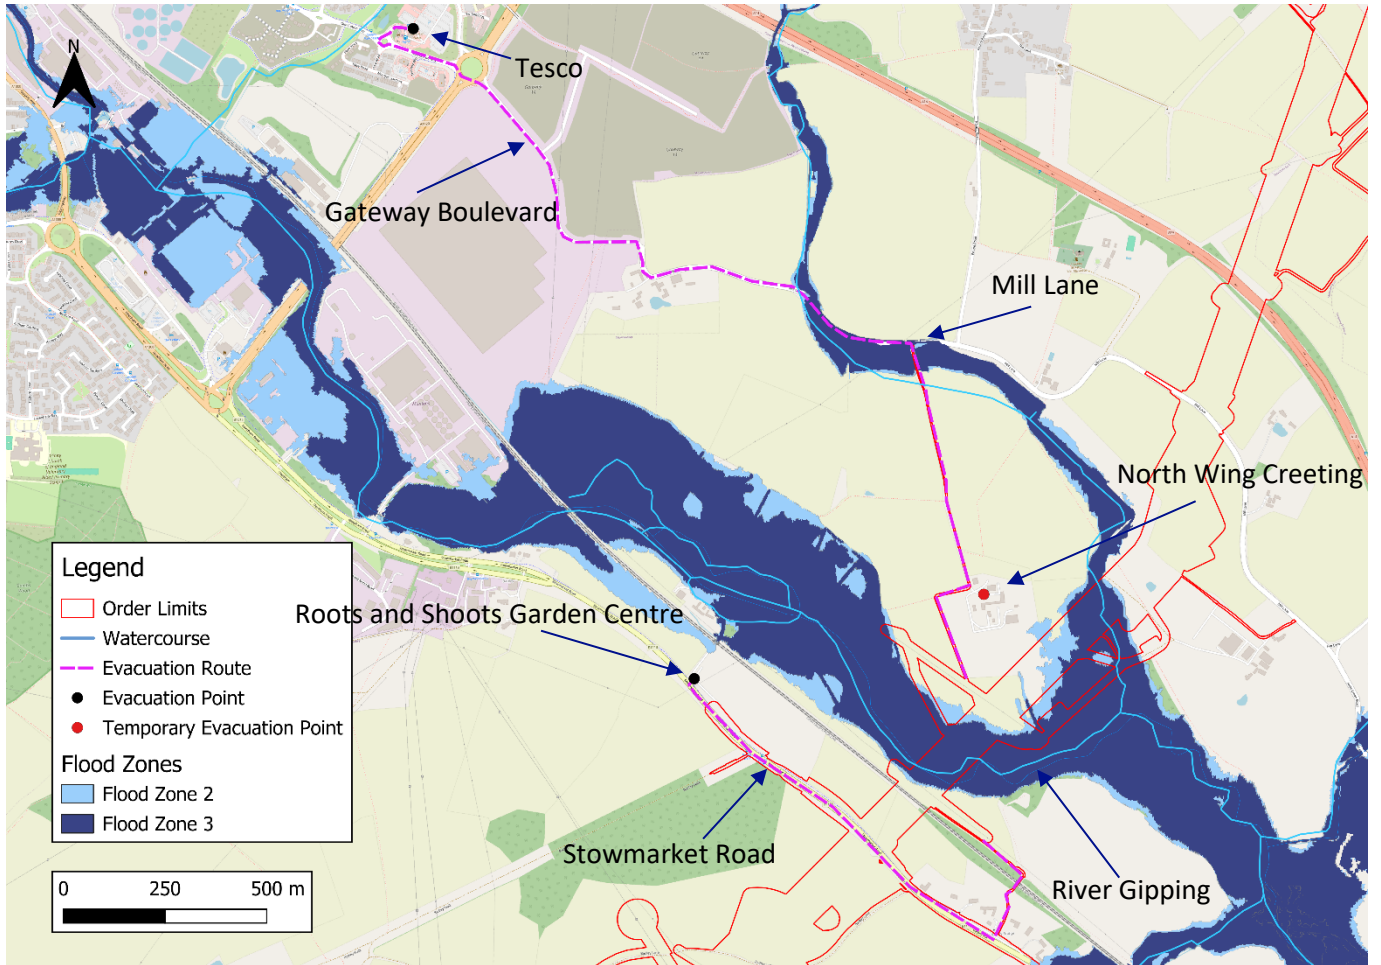 N
Tesco
Gateway Boulevard
Mill Lane
North Wing Creeting
Roots and Shoots Garden Centre
Stowmarket Road
River Gipping
Legend
Order Limits
Watercourse
Evacuation Route
Evacuation Point
Temporary Evacuation Point
Flood Zones
Flood Zone 2
Flood Zone 3
0 250 500 m